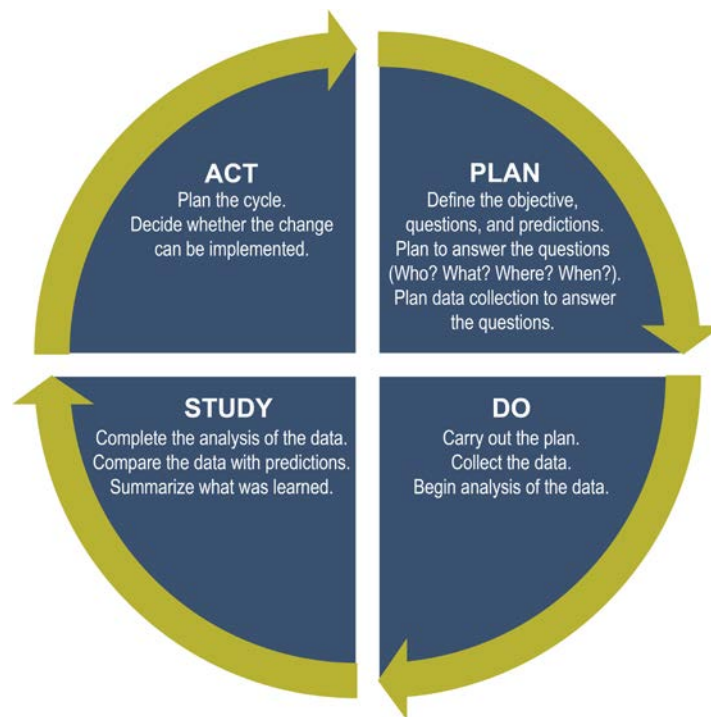 ACT
Plan the cycle.
Decide whether the change
can be implemented.
PLAN
Define the objective,
questions, and predictions.
Plan to answer the questions
(Who? What? Where? When?).
Plan data collection to answer
the questions.
STUDY
Complete the analysis of the data.
Compare the data with predictions.
Summarize what was learned.
DO
Carry out the plan.
Collect the data.
Begin analysis of the data.